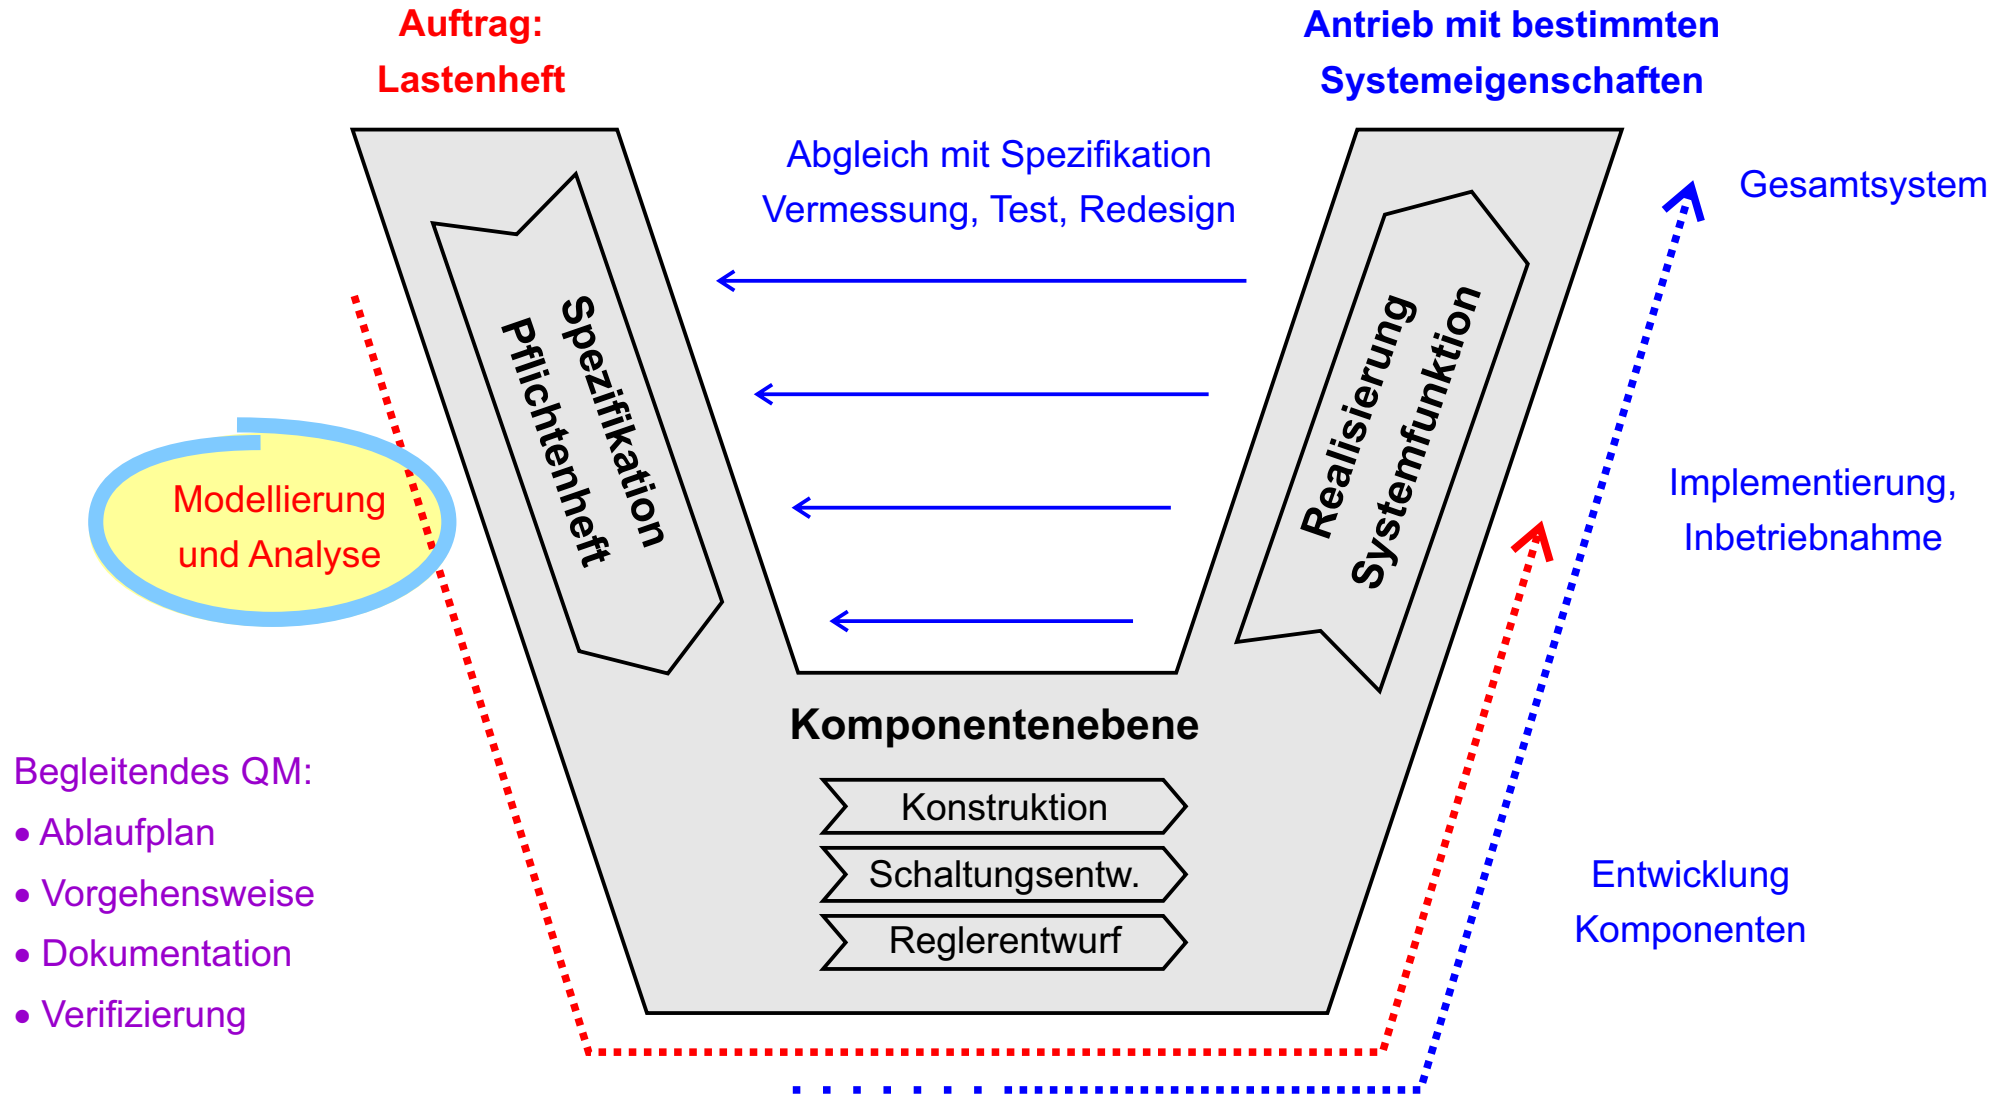 Auftrag:
Lastenheft
Antrieb mit bestimmten
Systemeigenschaften
Abgleich mit Spezifikation
Vermessung, Test, Redesign
Gesamtsystem
Spezifikation
Pflichtenheft
Realisierung
Systemfunktion
Modellierung
und Analyse
Implementierung,
Inbetriebnahme
Komponentenebene
Konstruktion
Schaltungsentw.
Reglerentwurf
Begleitendes QM:
• Ablaufplan
• Vorgehensweise
• Dokumentation
• Verifizierung
Entwicklung
Komponenten